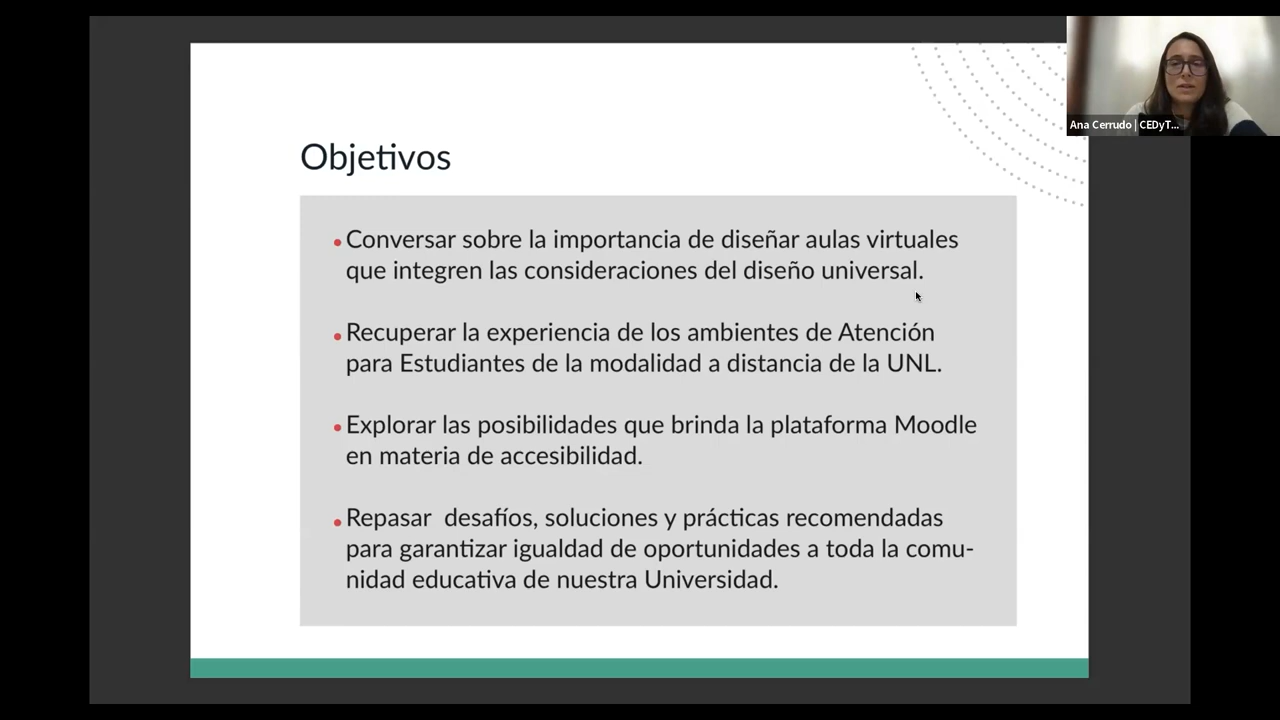 Ana Cerrudo | CEDyT...
Objetivos
• Conversar sobre la importancia de diseñar aulas virtuales
que integren las consideraciones del diseño universal.
• Recuperar la experiencia de los ambientes de Atención
para Estudiantes de la modalidad a distancia de la UNL.
• Explorar las posibilidades que brinda la plataforma Moodle
en materia de accesibilidad.
• Repasar  desafíos, soluciones y prácticas recomendadas
para garantizar igualdad de oportunidades a toda la comu-
nidad educativa de nuestra Universidad.